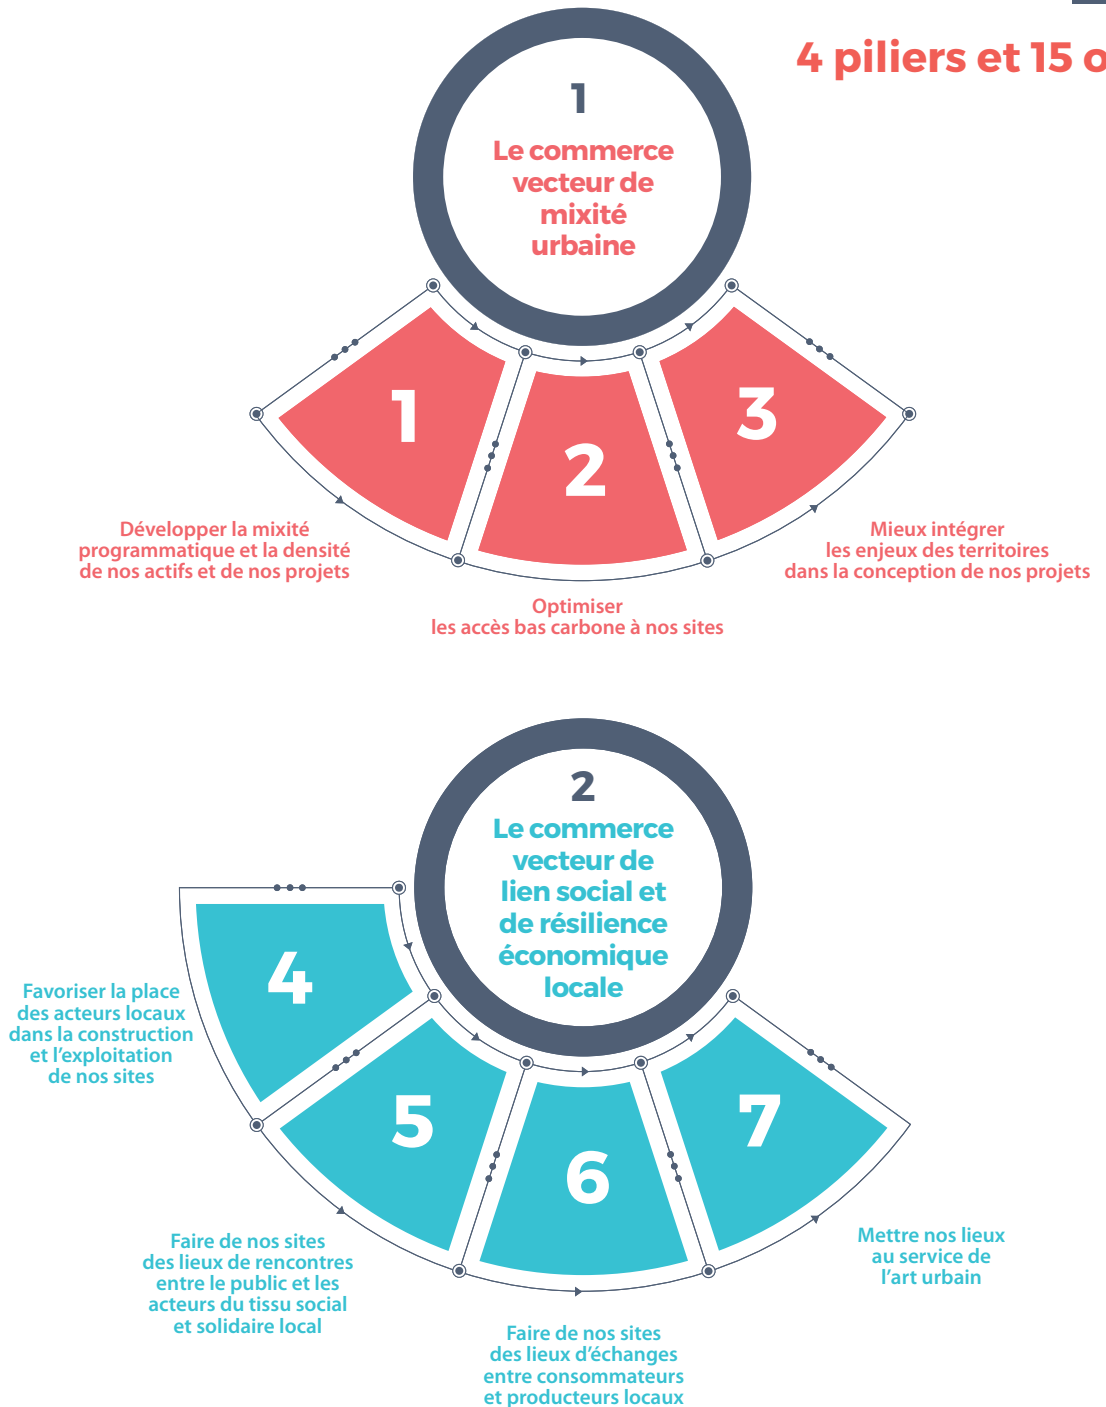 4 piliers et 15 o
1
Le commerce
vecteur de
mixité
urbaine
1
2
3
Développer la mixité
programmatique et la densité
de nos actifs et de nos projets
Optimiser
les accès bas carbone à nos sites
Mieux intégrer
les enjeux des territoires
dans la conception de nos projets
2
Le commerce
vecteur de
lien social et
de résilience
économique
locale
4
5
6
7
Favoriser la place
des acteurs locaux
dans la construction
et l'exploitation
de nos sites
Faire de nos sites
des lieux de rencontres
entre le public et les
acteurs du tissu social
et solidaire local
Faire de nos sites
des lieux d'échanges
entre consommateurs
et producteurs locaux
Mettre nos lieux
au service de
l'art urbain